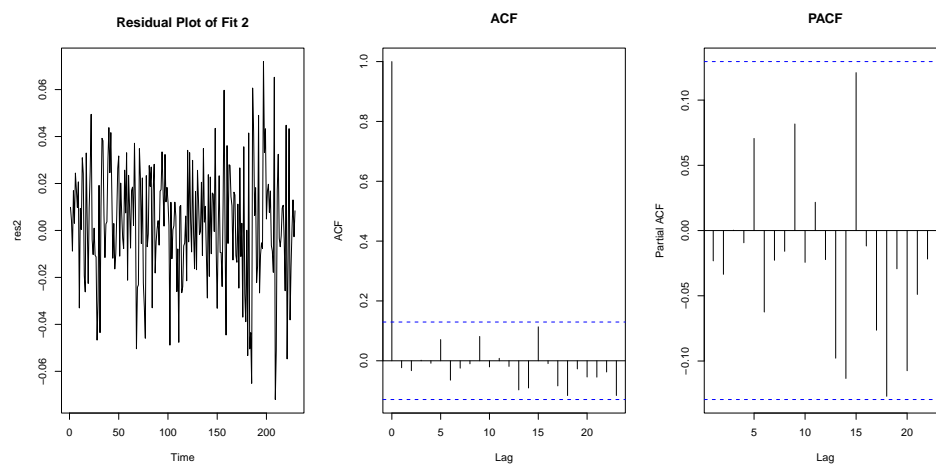 Residual Plot of Fit 2
res2
0.06
0.04
0.02
0.00
−0.02
−0.04
−0.06
0 50 100 150 200
Time
ACF
ACF
1.0
0.8
0.6
0.4
0.2
0.0
0 5 10 15 20
Lag
PACF
Partial ACF
0.10
0.05
0.00
−0.05
−0.10
5 10 15 20
Lag